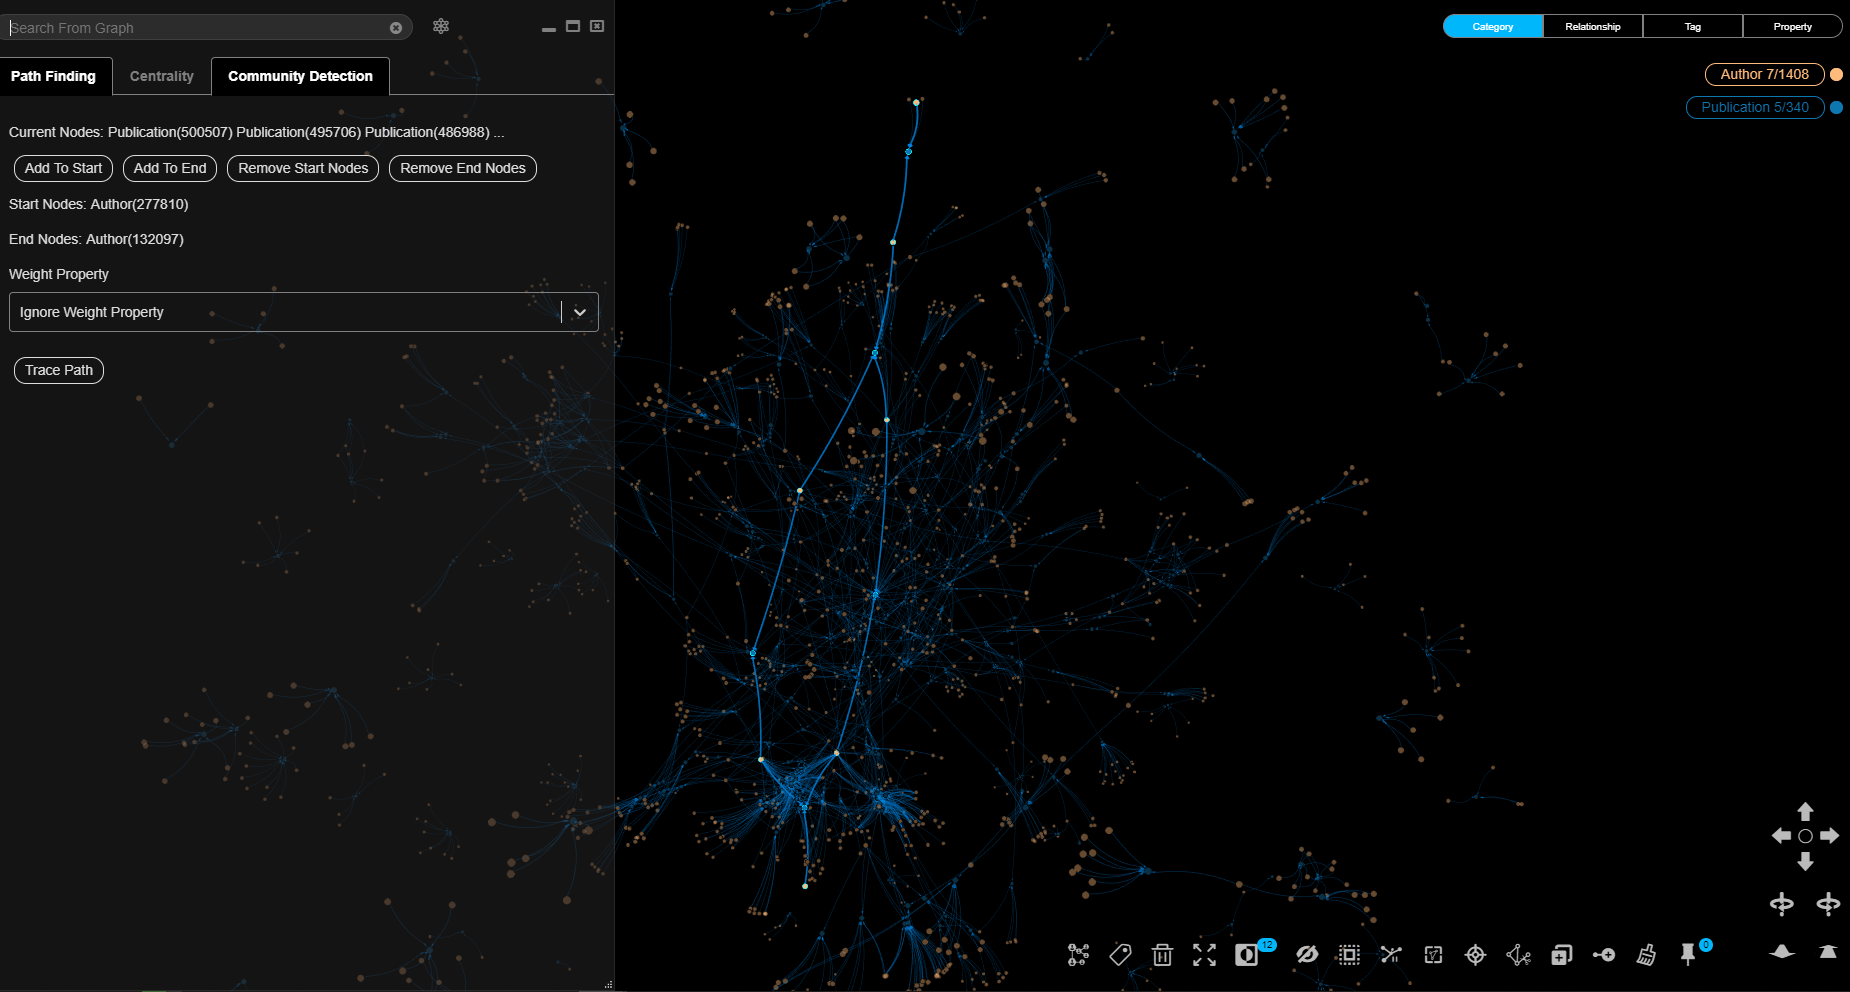 Search From Graph
Path Finding
Centrality
Community Detection
Current Nodes: Publication(500507) Publication(495706) Publication(486988) ...
Add To Start
Add To End
Remove Start Nodes
Remove End Nodes
Start Nodes: Author(277810)
End Nodes: Author(132097)
Weight Property
Ignore Weight Property
Trace Path
Category
Relationship
Tag
Property
Author 7/1408
Publication 5/340
12
0